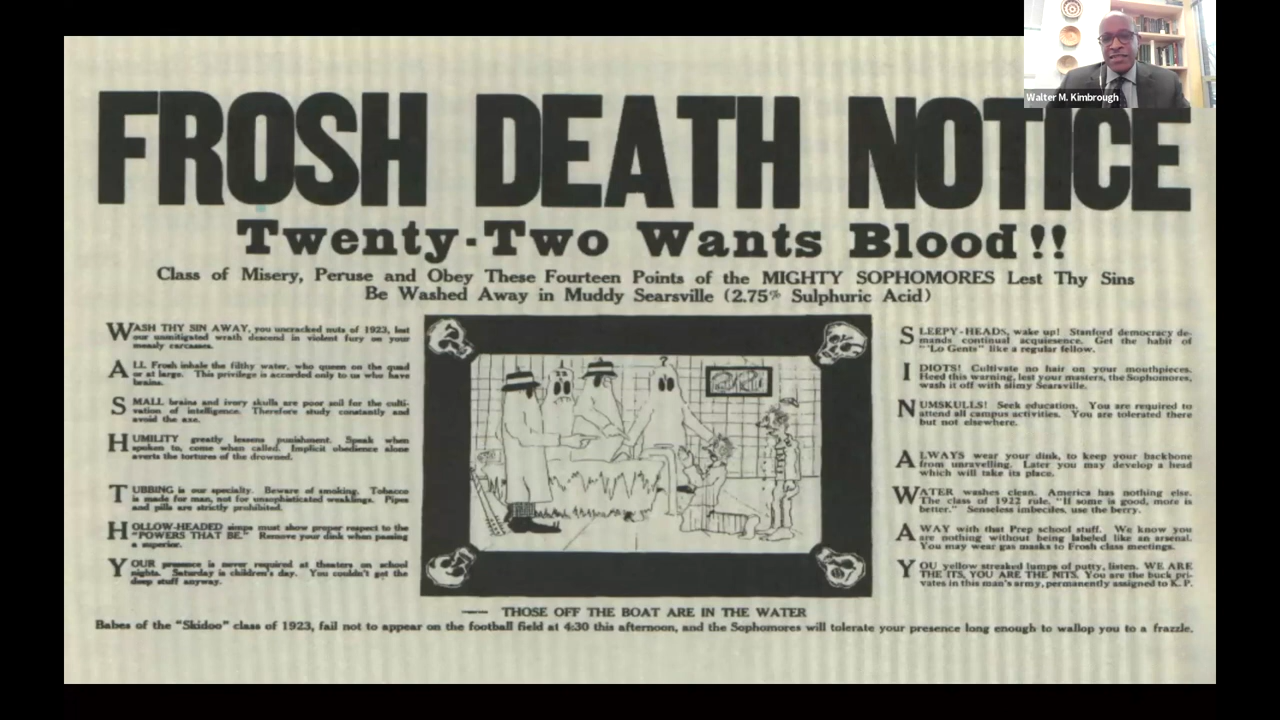 Walter M. Kimbrough
FROSH DEATH NOTICE
Twenty-Two Wants Blood!!
Class of Misery, Peruse and Obey These Fourteen Points of the MIGHTY SOPHOMORES Lest Thy Sins
Be Washed Away in Muddy Searsville (2.75% Sulphuric Acid)
WASH THY SIN AWAY, you uncracked nuts of 1923, lest
our unmitigated wrath descend in violent fury on your
measly carcasses.
ALL Frosh inhale the filthy water, who queen on the quad
or at large. This privilege is accorded only to us who have
brains.
SMALL brains and ivory skulls are poor soil for the culti-
vation of intelligence. Therefore study constantly and
avoid the axe.
HUMILITY greatly lessens punishment. Speak when
spoken to, come when called. Implicit obedience alone
averts the tortures of the drowned.
TUBBING is our specialty. Beware of smoking. Tobacco
is made for man, not for unsophisticated weaklings. Pipes
and pills are strictly prohibited.
HOLLOW-HEADED simps must show proper respect to the
"POWERS THAT BE." Remove your dink when passing
a superior.
YOUR presence is never required at theaters on school
nights. Saturday is children's day. You couldn't get the
deep stuff anyway.
?
SLEEPY-HEADS, wake up! Stanford democracy de-
mands continual acquiesence. Get the habit of
"Lo Gents" like a regular fellow.
IDIOTS! Cultivate no hair on your mouthpieces.
Heed this warning, lest your masters, the Sophomores,
wash it off with slimy Searsville.
NUMSKULLS! Seek education. You are required to
attend all campus activities. You are tolerated there
but not elsewhere.
ALWAYS wear your dink, to keep your backbone
from unravelling. Later you may develop a head
which will take its place.
WATER washes clean. America has nothing else.
The class of 1922 rule, "If some is good, more is
better." Senseless imbeciles, use the berry.
AWAY with that Prep school stuff. We know you
are nothing without being labeled like an arsenal.
You may wear gas masks to Frosh class meetings.
YOU yellow streaked lumps of putty, listen. WE ARE
THE ITS, YOU ARE THE NITS. You are the buck pri-
vates in this man's army, permanently assigned to K. P.
— THOSE OFF THE BOAT ARE IN THE WATER
Babes of the "Skidoo" class of 1923, fail not to appear on the football field at 4:30 this afternoon, and the Sophomores will tolerate your presence long enough to wallop you to a frazzle.